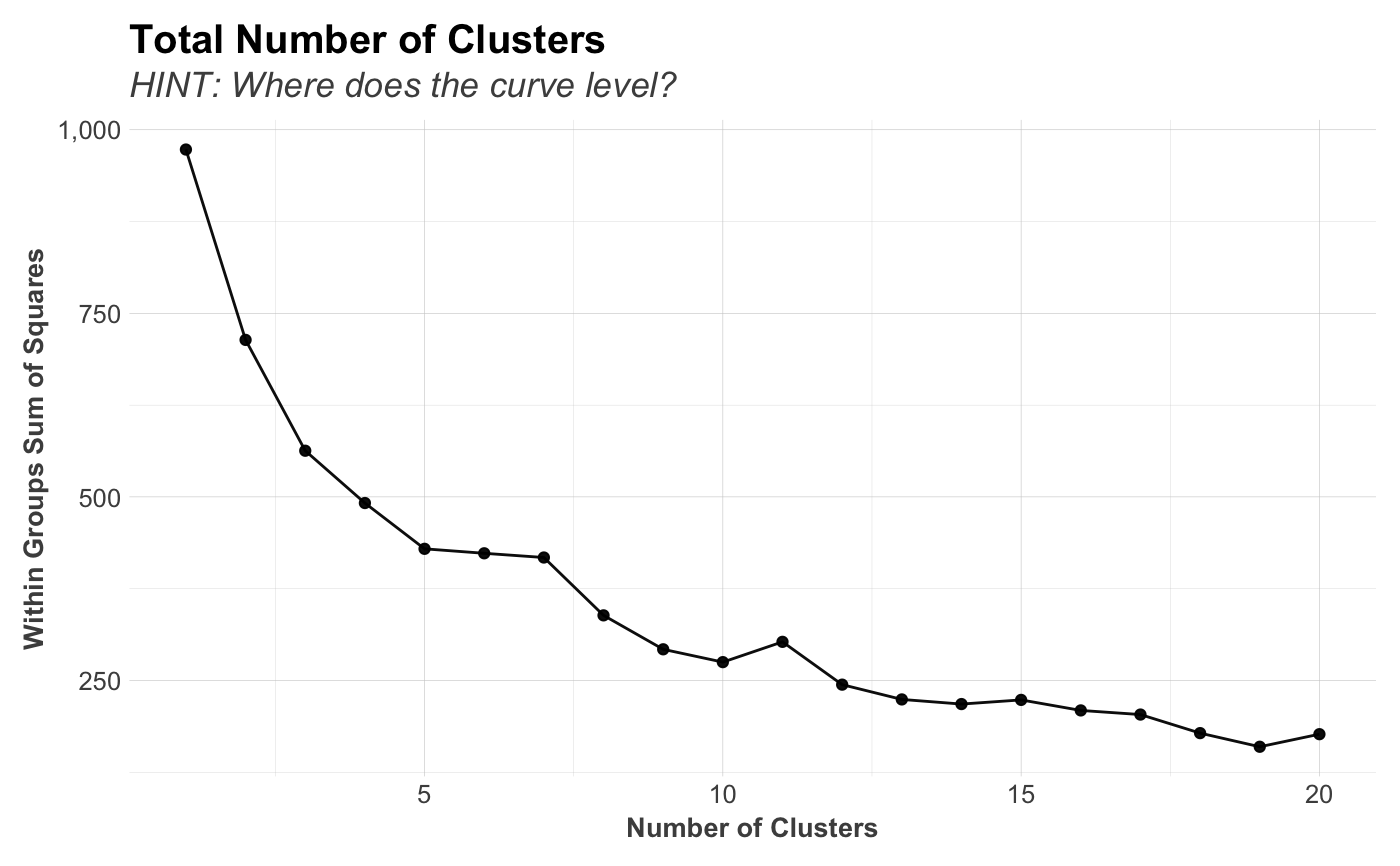 Total Number of Clusters
HINT: Where does the curve level?
1,000
750
500
250
Within Groups Sum of Squares
5
10
15
20
Number of Clusters